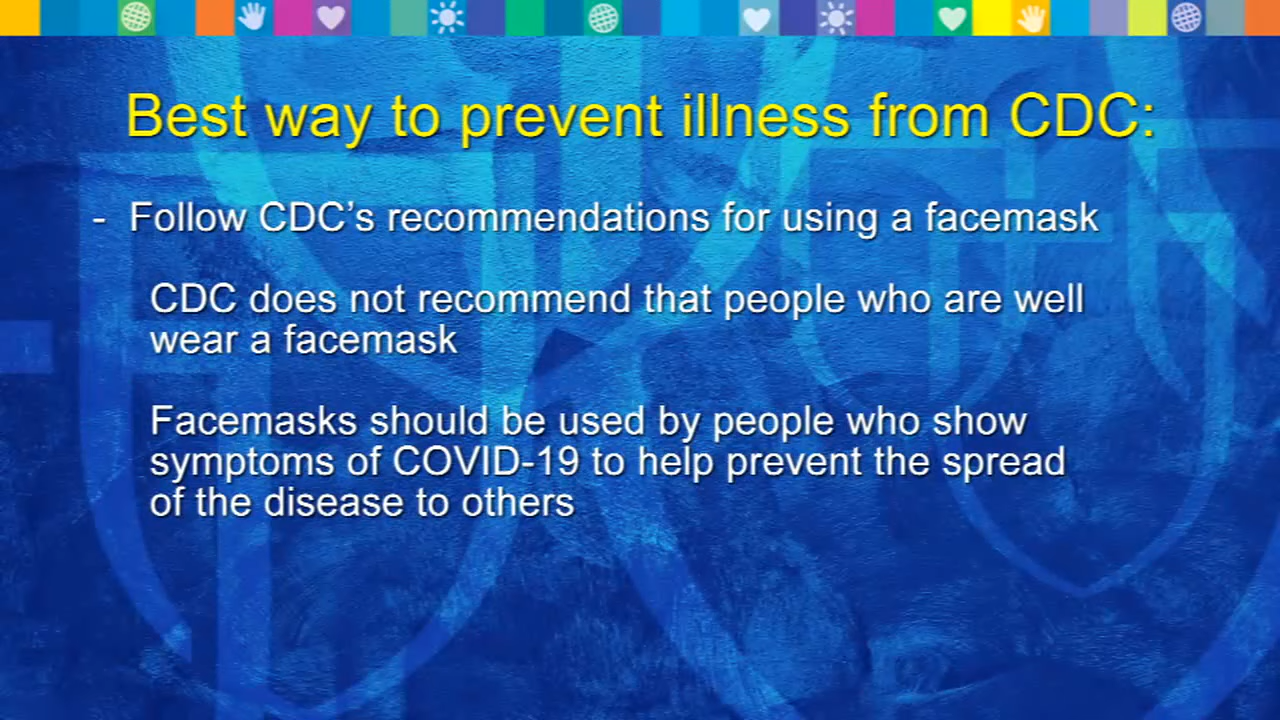 Best way to prevent illness from CDC:
- Follow CDC’s recommendations for using a facemask
CDC does not recommend that people who are well
wear a facemask
Facemasks should be used by people who show
symptoms of COVID-19 to help prevent the spread
of the disease to others